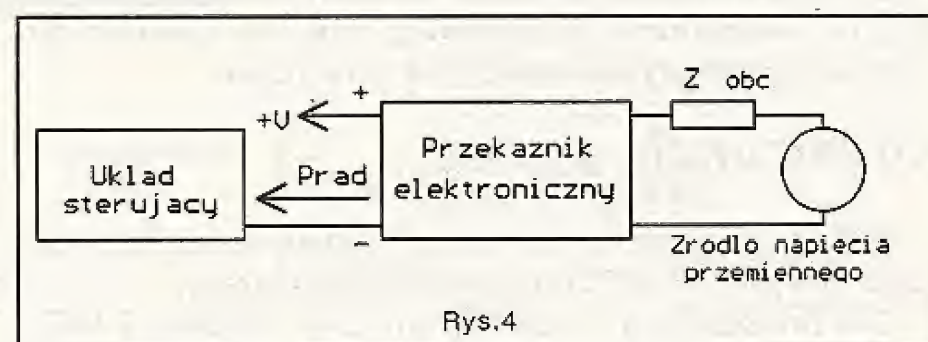 Z obc
+
+V
Przekaznik
elektroniczny
Uklad
sterujacy
Prad
-
Zrodlo napiecia
przemiennego
Rys.4